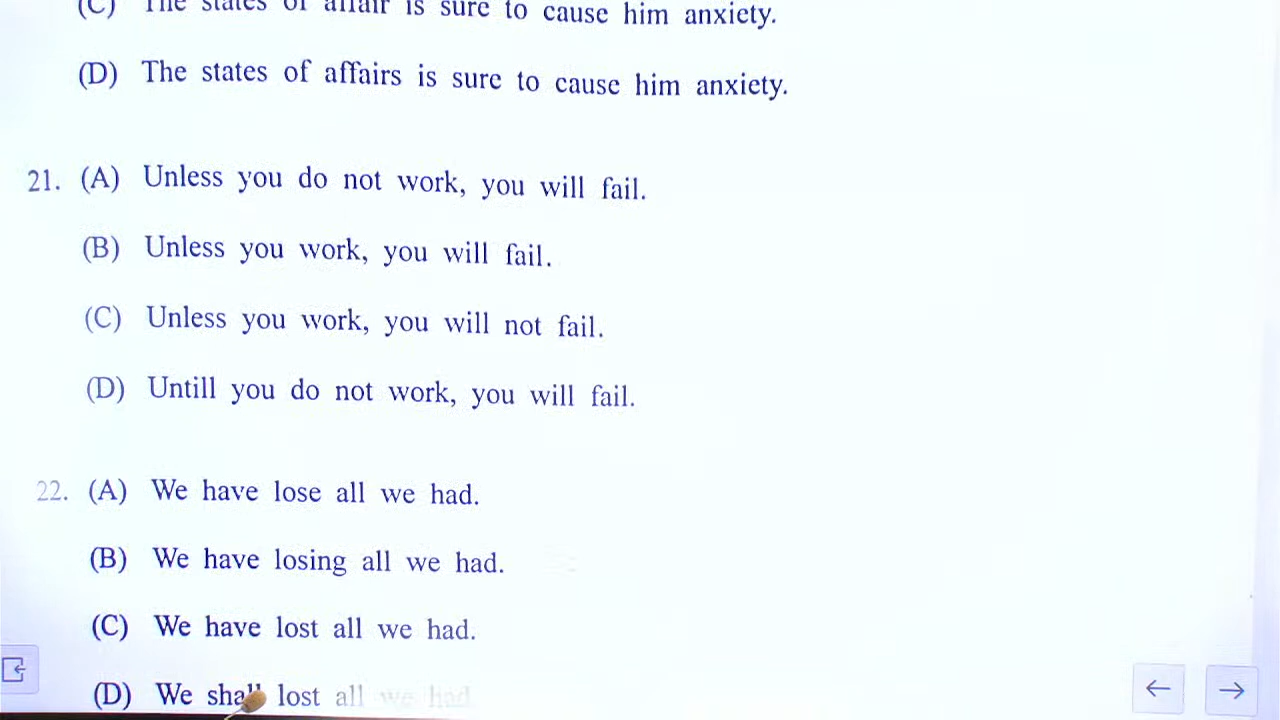 (C) The states of affair is sure to cause him anxiety.
(D) The states of affairs is sure to cause him anxiety.
21. (A) Unless you do not work, you will fail.
(B) Unless you work, you will fail.
(C) Unless you work, you will not fail.
(D) Untill you do not work, you will fail.
22. (A) We have lose all we had.
(B) We have losing all we had.
(C) We have lost all we had.
(D) We shall lost all we had